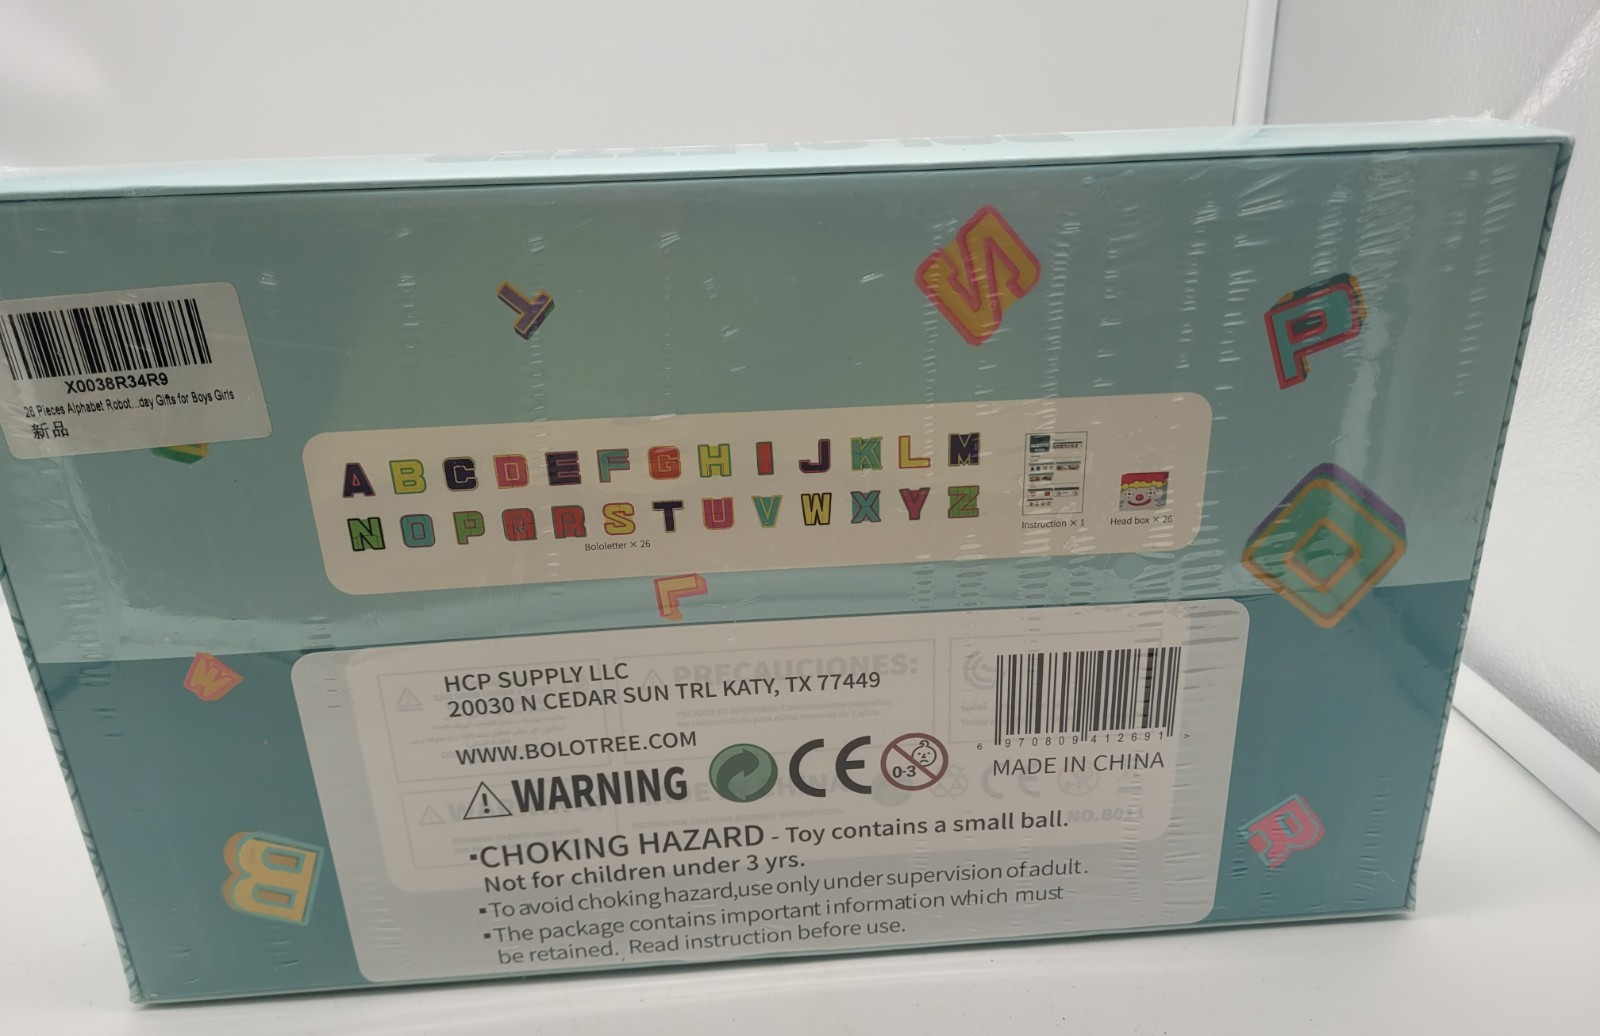 X0038R34R9
26 Pieces Alphabet Robot...day Gifts for Boys Girls
新品
A B C D E F G H I J K L M
N O P Q R S T U V W X Y Z
Bololetter × 26
Instruction × 1
Head box × 26
HCP SUPPLY LLC
20030 N CEDAR SUN TRL KATY, TX 77449
WWW.BOLOTREE.COM
WARNING
CE
0-3
6 970809 412691 >
MADE IN CHINA
PRECAUCIONES:
NO.B011
▪CHOKING HAZARD - Toy contains a small ball.
Not for children under 3 yrs.
▪To avoid choking hazard,use only under supervision of adult.
▪The package contains important information which must
be retained. Read instruction before use.